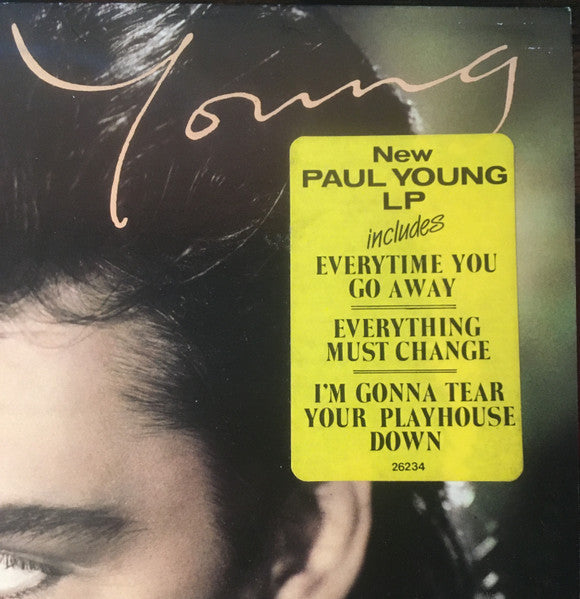 Young
New
PAUL YOUNG
LP
includes
EVERYTIME YOU
GO AWAY
EVERYTHING
MUST CHANGE
I'M GONNA TEAR
YOUR PLAYHOUSE
DOWN
26234